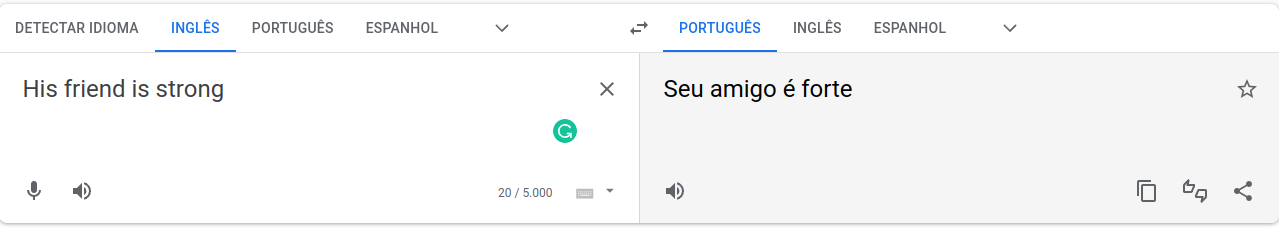 DETECTAR IDIOMA INGLÊS PORTUGUÊS ESPANHOL PORTUGUÊS INGLÊS ESPANHOL
His friend is strong
Seu amigo é forte
20 / 5.000